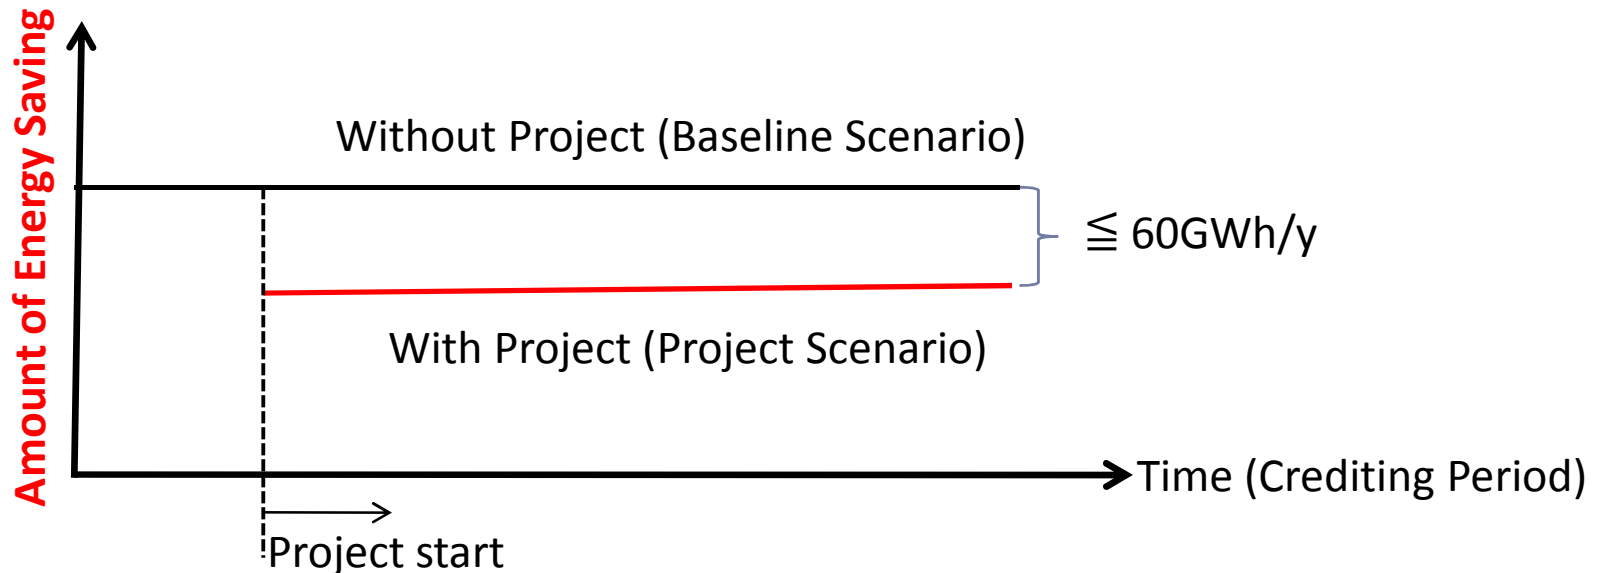 Amount of Energy Saving
Without Project (Baseline Scenario)
≦ 60GWh/y
With Project (Project Scenario)
Time (Crediting Period)
Project start